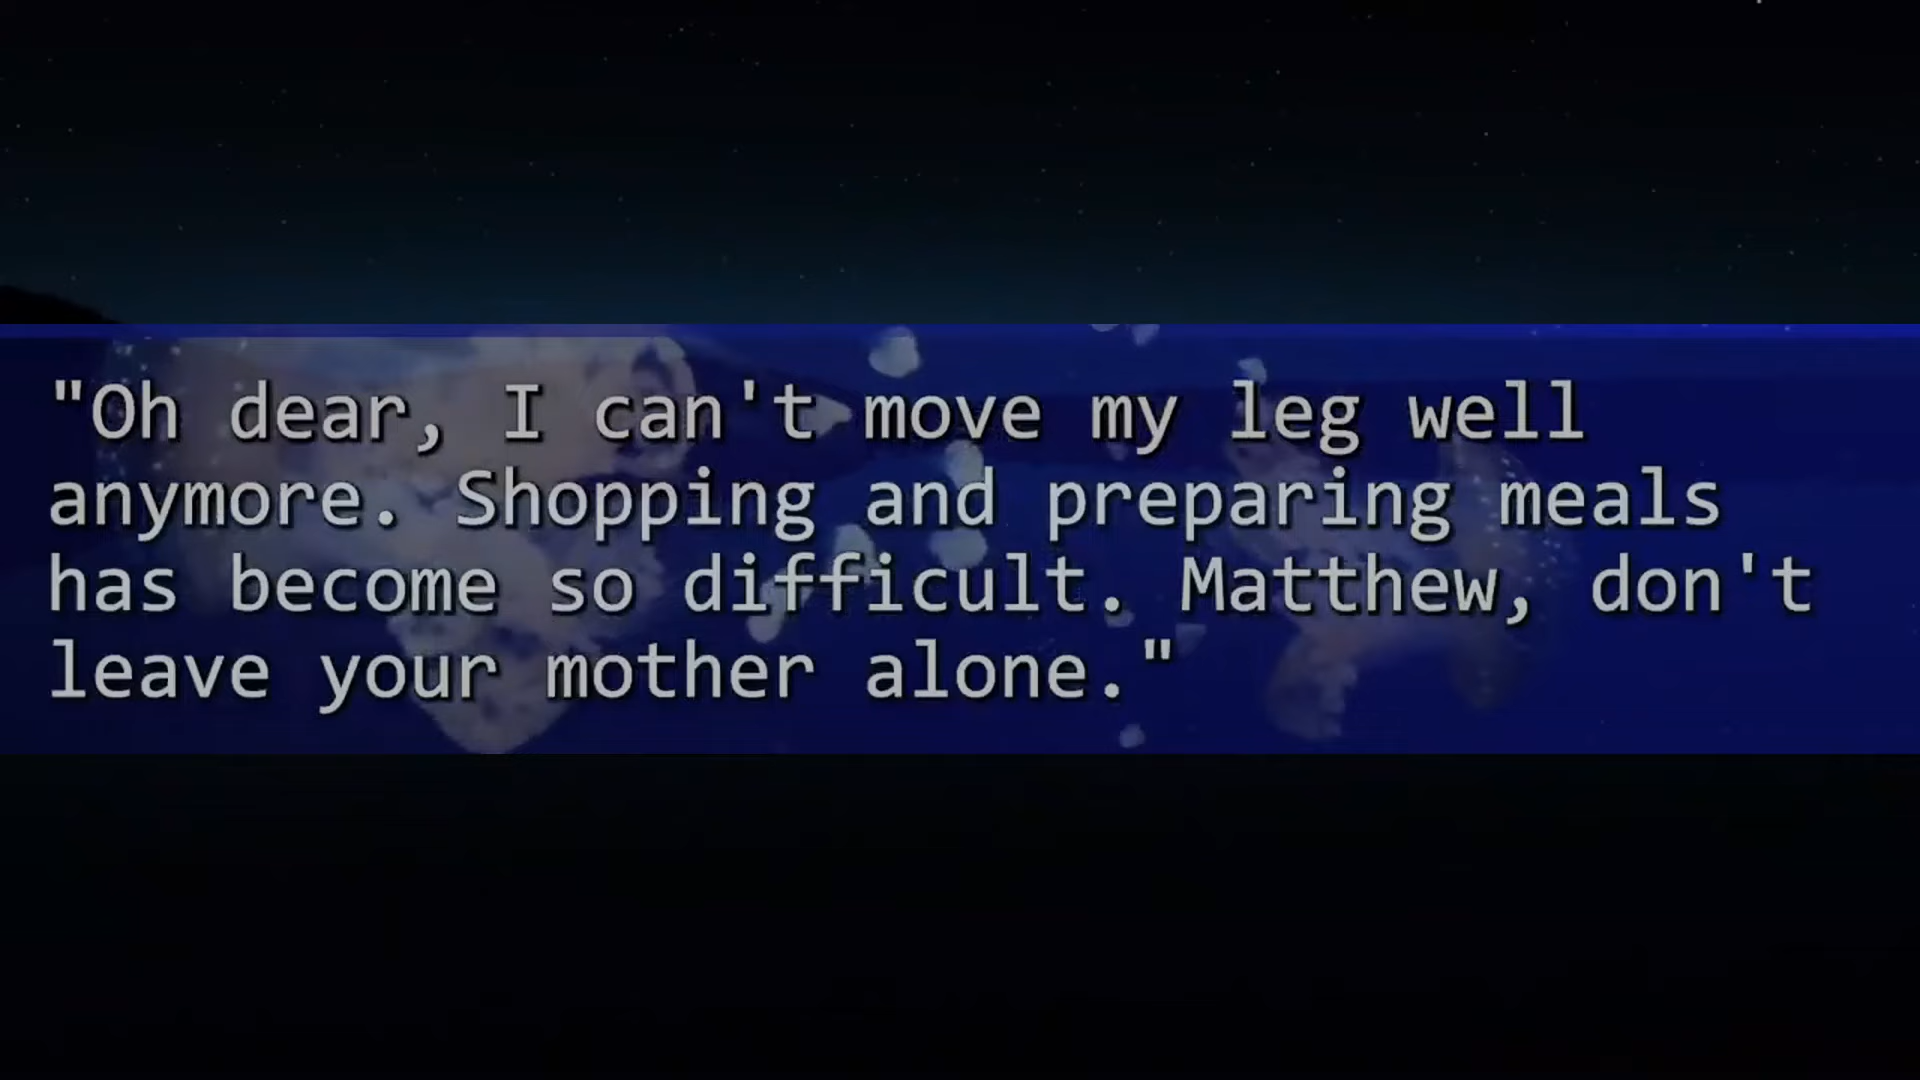 "Oh dear, I can't move my leg well
anymore. Shopping and preparing meals
has become so difficult. Matthew, don't
leave your mother alone."